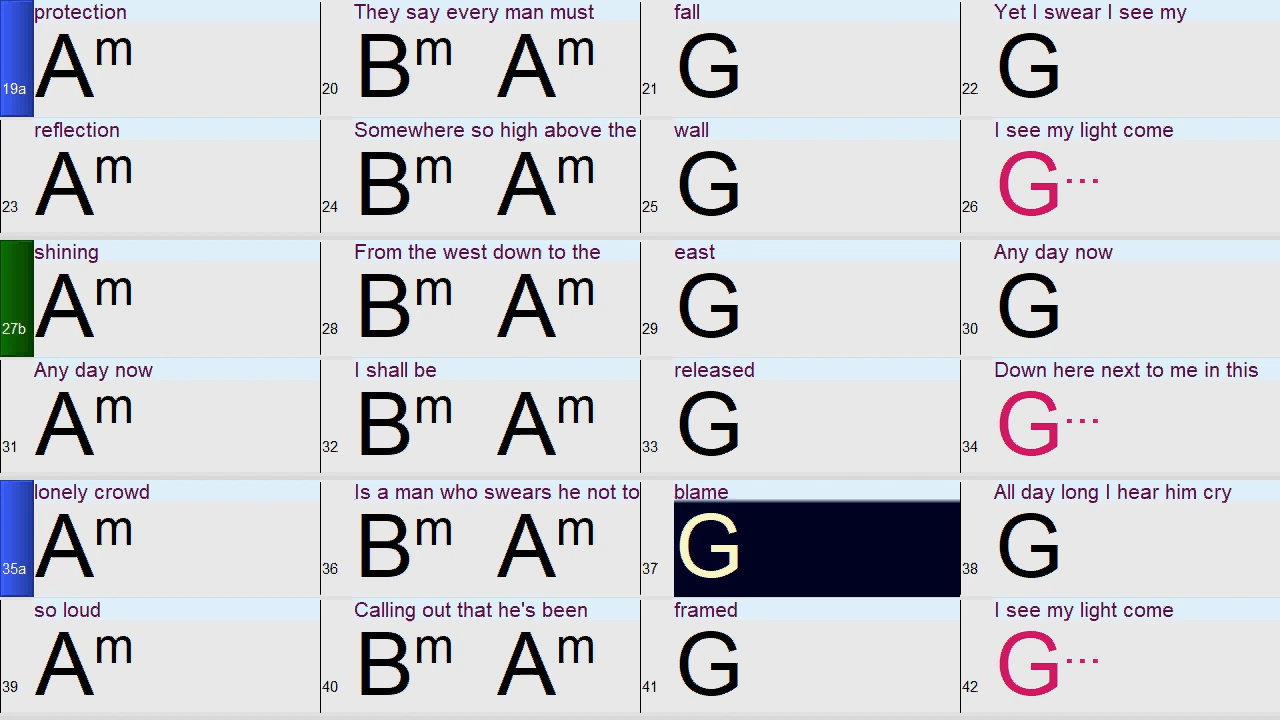 protection They say every man must fall Yet I swear I see my
19a Am 20 Bm Am 21 G 22 G
reflection Somewhere so high above the wall I see my light come
23 Am 24 Bm Am 25 G 26 G...
shining From the west down to the east Any day now
27b Am 28 Bm Am 29 G 30 G
Any day now I shall be released Down here next to me in this
31 Am 32 Bm Am 33 G 34 G...
lonely crowd Is a man who swears he not to blame All day long I hear him cry
35a Am 36 Bm Am 37 G 38 G
so loud Calling out that he's been framed I see my light come
39 Am 40 Bm Am 41 G 42 G...